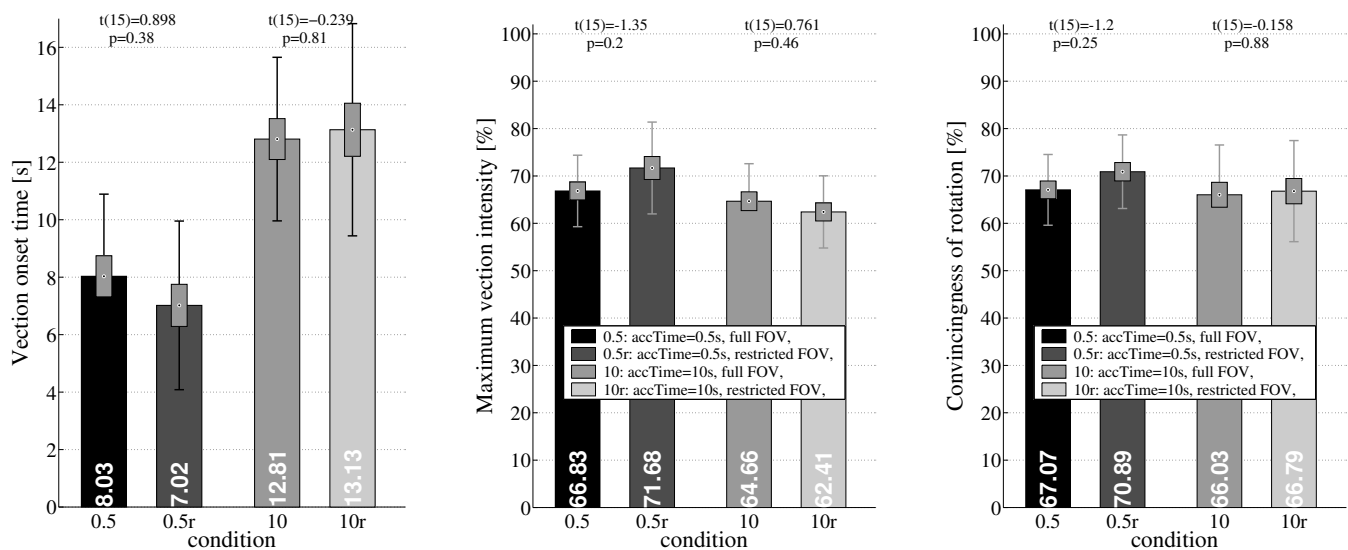 t(15)=0.898
p=0.38
t(15)=−0.239
p=0.81
16
14
12
10
8
6
4
2
0
Vection onset time [s]
8.03
7.02
12.81
13.13
0.5
0.5r
10
10r
condition
t(15)=-1.35
p=0.2
t(15)=0.761
p=0.46
100
90
80
70
60
50
40
30
20
10
0
Maximum vection intensity [%]
0.5: accTime=0.5s, full FOV,
0.5r: accTime=0.5s, restricted FOV,
10: accTime=10s, full FOV,
10r: accTime=10s, restricted FOV,
66.83
71.68
64.66
62.41
0.5
0.5r
10
10r
condition
t(15)=-1.2
p=0.25
t(15)=-0.158
p=0.88
100
90
80
70
60
50
40
30
20
10
0
Convincingness of rotation [%]
0.5: accTime=0.5s, full FOV,
0.5r: accTime=0.5s, restricted FOV,
10: accTime=10s, full FOV,
10r: accTime=10s, restricted FOV,
67.07
70.89
66.03
66.79
0.5
0.5r
10
10r
condition